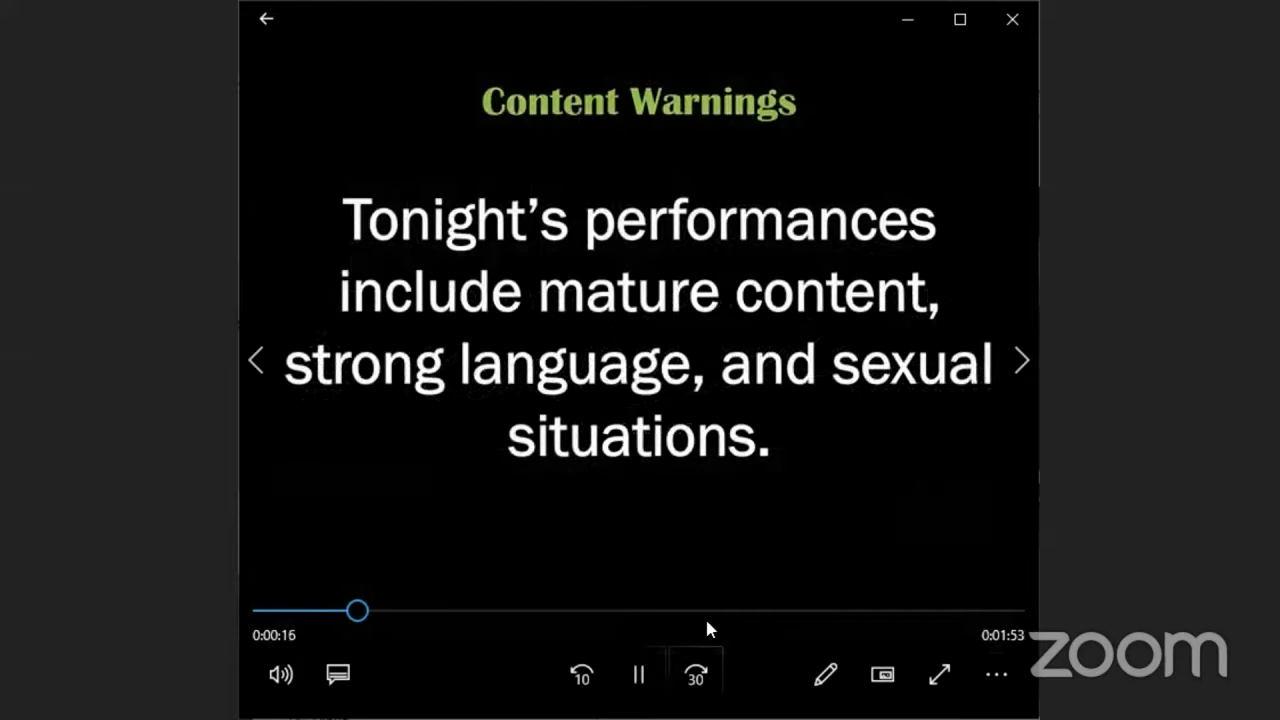 Content Warnings
Tonight’s performances
include mature content,
strong language, and sexual
situations.
0:00:16
0:01:53
10
30
zoom